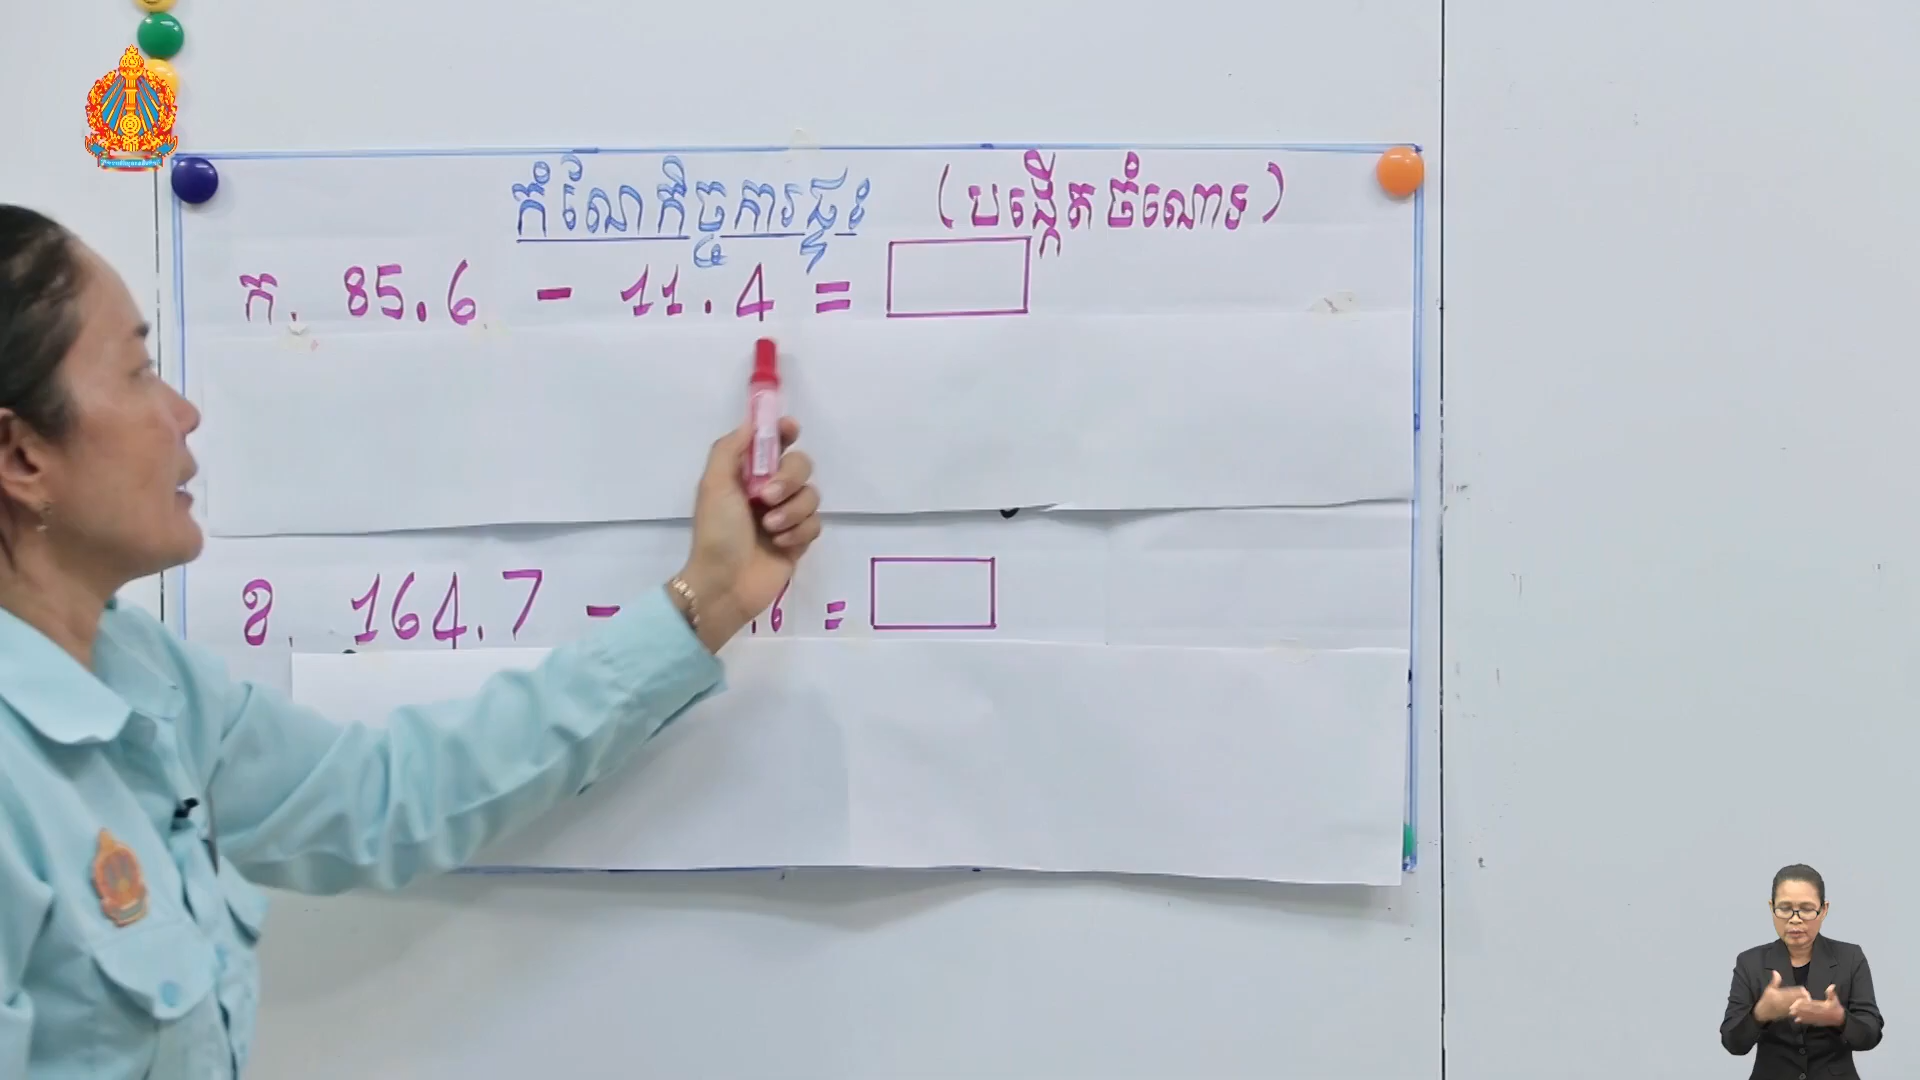 កំណែកិច្ចការផ្ទះ (បង្កើតចំណោទ)
ក. 85.6 - 11.4 =
ខ. 164.7 - .6 =